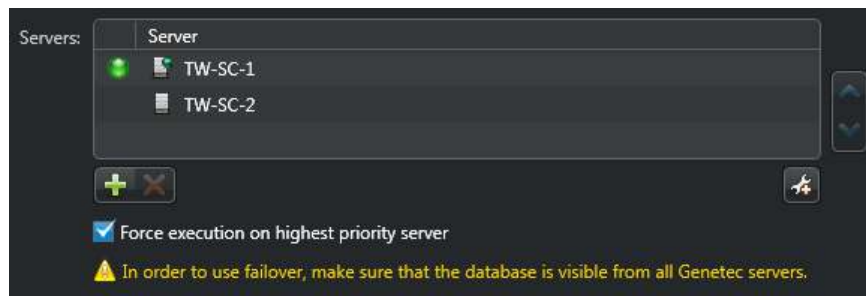 Servers:
Server
TW-SC-1
TW-SC-2
Force execution on highest priority server
In order to use failover, make sure that the database is visible from all Genetec servers.